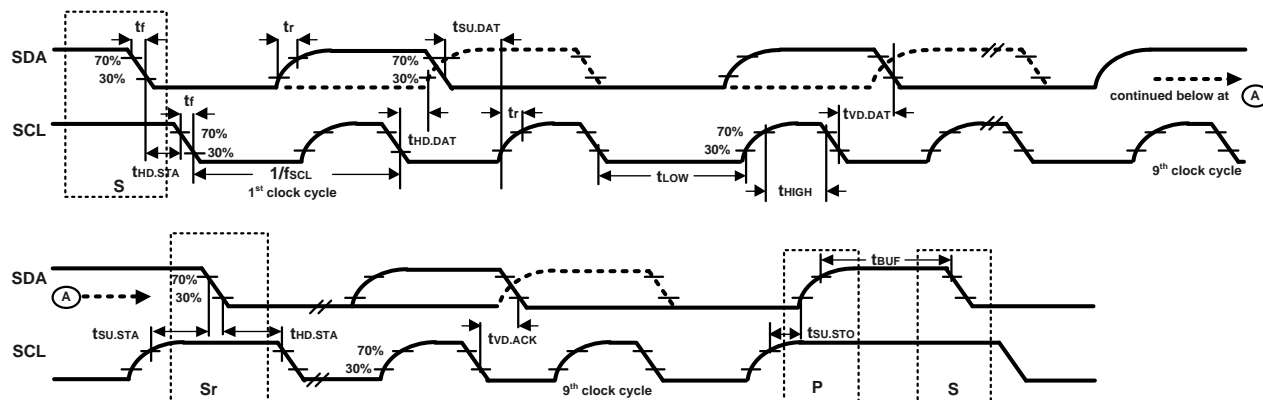 tf
tr
tSU.DAT
SDA
70%
30%
70%
30%
continued below at A
tf
tr
tHD.DAT
tVD.DAT
SCL
70%
30%
70%
30%
tHD.STA
1/fSCL
1st clock cycle
tLOW
tHIGH
9th clock cycle
S
SDA
70%
30%
A
tBUF
tSU.STA
tHD.STA
tVD.ACK
tSU.STO
SCL
70%
30%
9th clock cycle
Sr
P
S